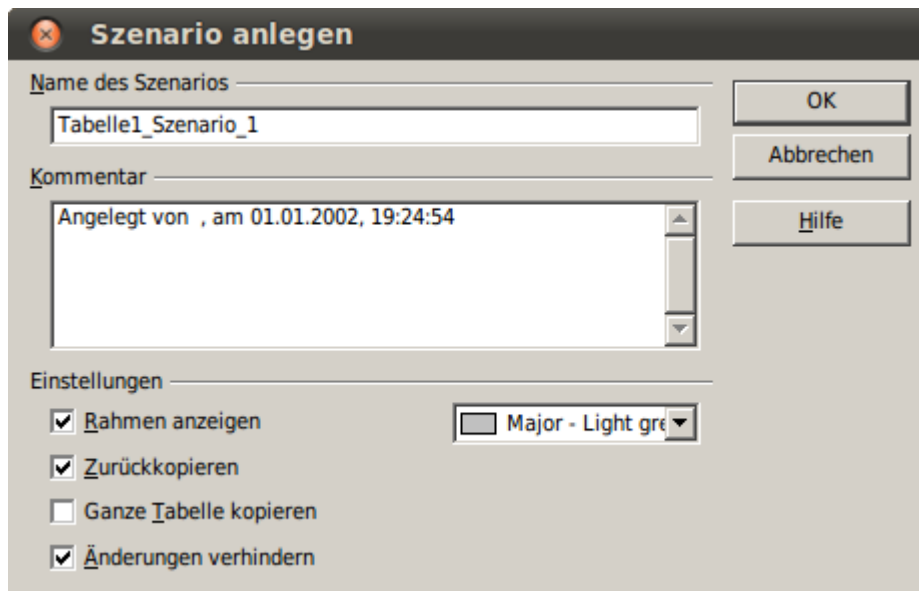 Szenario anlegen
Name des Szenarios
Tabelle1_Szenario_1
OK
Abbrechen
Kommentar
Angelegt von , am 01.01.2002, 19:24:54
Hilfe
Einstellungen
Rahmen anzeigen
Major - Light gre
Zurückkopieren
Ganze Tabelle kopieren
Änderungen verhindern